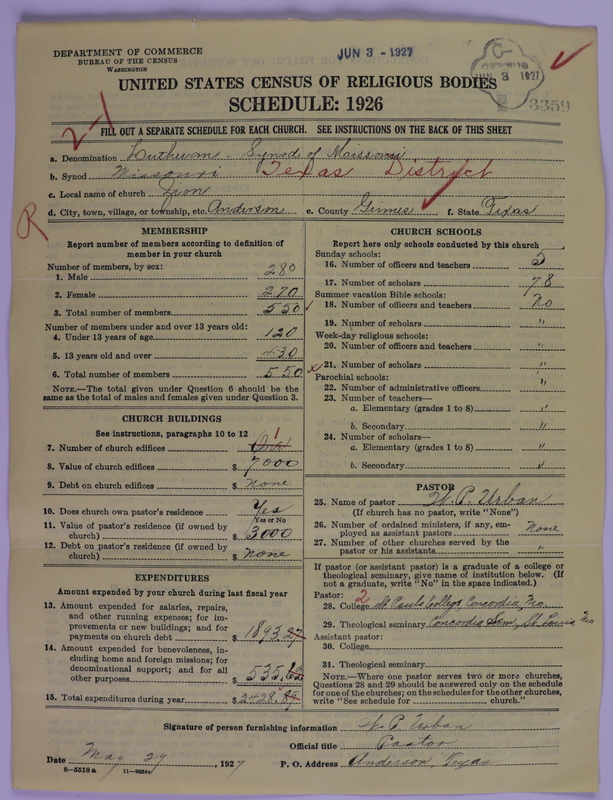 DEPARTMENT OF COMMERCE
BUREAU OF THE CENSUS
WASHINGTON
JUN 3 - 1927
JUN 3 1927
3359
UNITED STATES CENSUS OF RELIGIOUS BODIES
SCHEDULE: 1926
2-1
FILL OUT A SEPARATE SCHEDULE FOR EACH CHURCH. SEE INSTRUCTIONS ON THE BACK OF THIS SHEET
a. Denomination Lutheran - Synod of Missouri
b. Synod Missouri Texas District
c. Local name of church Zion
d. City, town, village, or township, etc. Anderson e. County Grimes f. State Texas
R
MEMBERSHIP
Report number of members according to definition of member in your church
Number of members, by sex:
1. Male 280
2. Female 270
3. Total number of members 550
Number of members under and over 13 years old:
4. Under 13 years of age 120
5. 13 years old and over 430
6. Total number of members 550
NOTE.—The total given under Question 6 should be
same as the total of males and females given under Question 3.
CHURCH BUILDINGS
See instructions, paragraphs 10 to 12
7. Number of church edifices 1
8. Value of church edifices $ 7000
9. Debt on church edifices $ none
10. Does church own pastor's residence Yes
Yes or No
11. Value of pastor's residence (if owned by
church) $ 3000
12. Debt on pastor's residence (if owned by
church) $ none
EXPENDITURES
Amount expended by your church during last fiscal year
13. Amount expended for salaries, repairs,
and other running expenses; for im-
provements or new buildings; and for
payments on church debt $ 1893.27
14. Amount expended for benevolences, in-
cluding home and foreign missions; for
denominational support; and for all
other purposes $ 535.62
15. Total expenditures during year $ 2428.89
CHURCH SCHOOLS
Report here only schools conducted by this church
Sunday schools:
16. Number of officers and teachers 5
17. Number of scholars 78
Summer vacation Bible schools:
18. Number of officers and teachers No
19. Number of scholars "
Week-day religious schools:
20. Number of officers and teachers "
21. Number of scholars "
Parochial schools:
22. Number of administrative officers "
23. Number of teachers—
a. Elementary (grades 1 to 8) "
b. Secondary "
24. Number of scholars—
a. Elementary (grades 1 to 8) "
b. Secondary "
PASTOR
25. Name of pastor W. P. Urban
(If church has no pastor, write "None")
26. Number of ordained ministers, if any, em-
ployed as assistant pastors None
27. Number of other churches served by the
pastor or his assistants "
If pastor (or assistant pastor) is a graduate of a college or
theological seminary, give name of institution below. (If
not a graduate, write "No" in the space indicated.)
Pastor: 2
28. College St Pauls College, Concordia, Mo.
29. Theological seminary Concordia Sem., St. Louis Mo
Assistant pastor:
30. College
31. Theological seminary
NOTE.—Where one pastor serves two or more churches,
Questions 28 and 29 should be answered only on the schedule
for one of the churches; on the schedules for the other churches,
write "See schedule for church."
Signature of person furnishing information W. P. Urban
Official title Pastor
Date May 29, 1927 P. O. Address Anderson, Texas
8-5518a